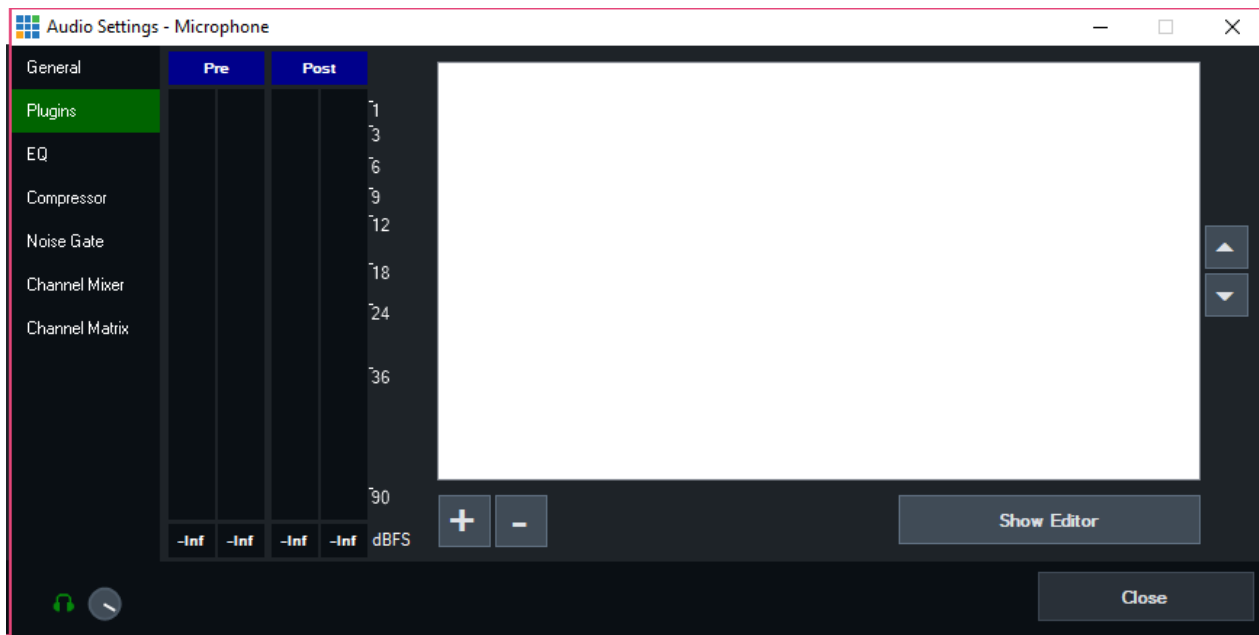 Audio Settings - Microphone
General
Plugins
EQ
Compressor
Noise Gate
Channel Mixer
Channel Matrix
Pre Post
1
3
6
9
12
18
24
36
90
-Inf -Inf -Inf -Inf dBFS
+ -
Show Editor
Close